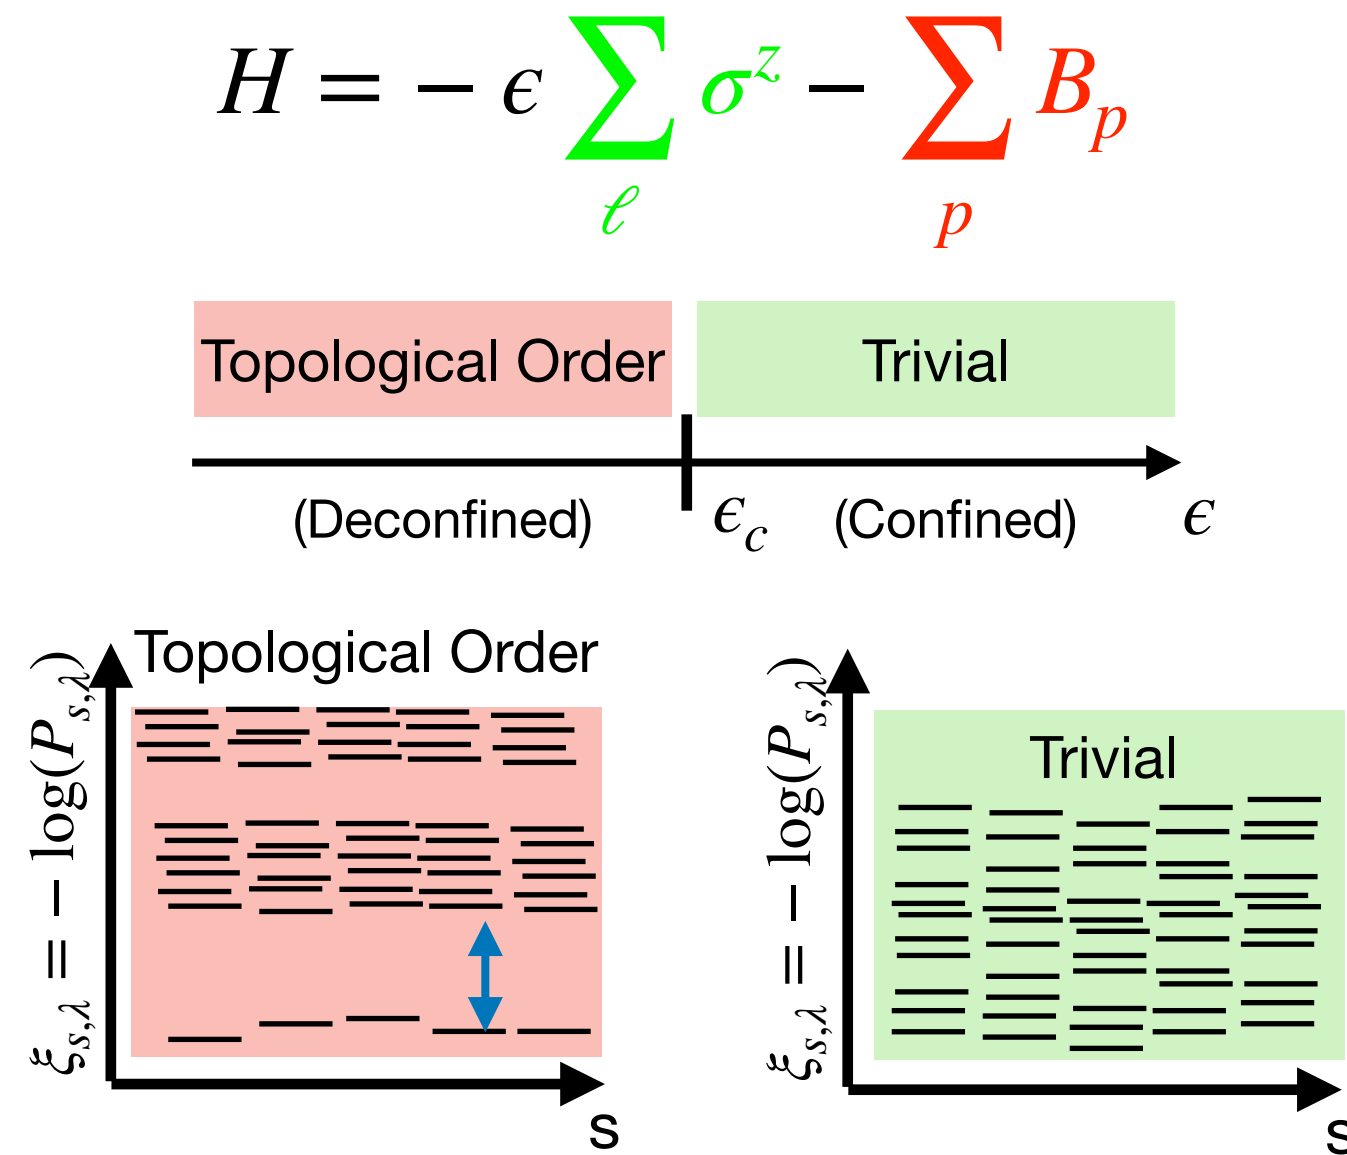 H = − ϵ ∑ℓ σ^z − ∑p B_p
Topological Order
Trivial
(Deconfined)
ϵ_c
(Confined)
ϵ
Topological Order
ξ_{s,λ} = − log(P_{s,λ})
s
ξ_{s,λ} = − log(P_{s,λ})
Trivial
s